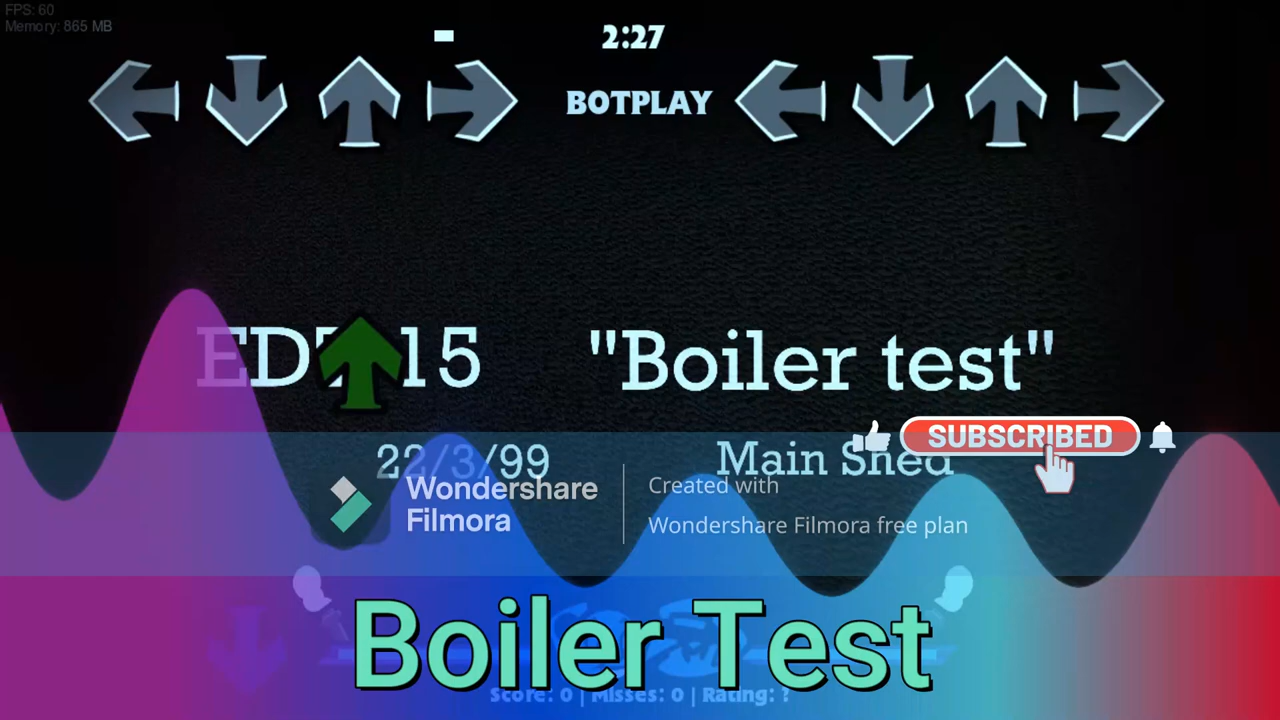 FPS: 60
Memory: 865 MB
2:27
BOTPLAY
15 "Boiler test"
22/3/99 Main Shed
SUBSCRIBED
Wondershare
Filmora
Created with
Wondershare Filmora free plan
Boiler Test
Score: 0 | Misses: 0 | Rating: ?